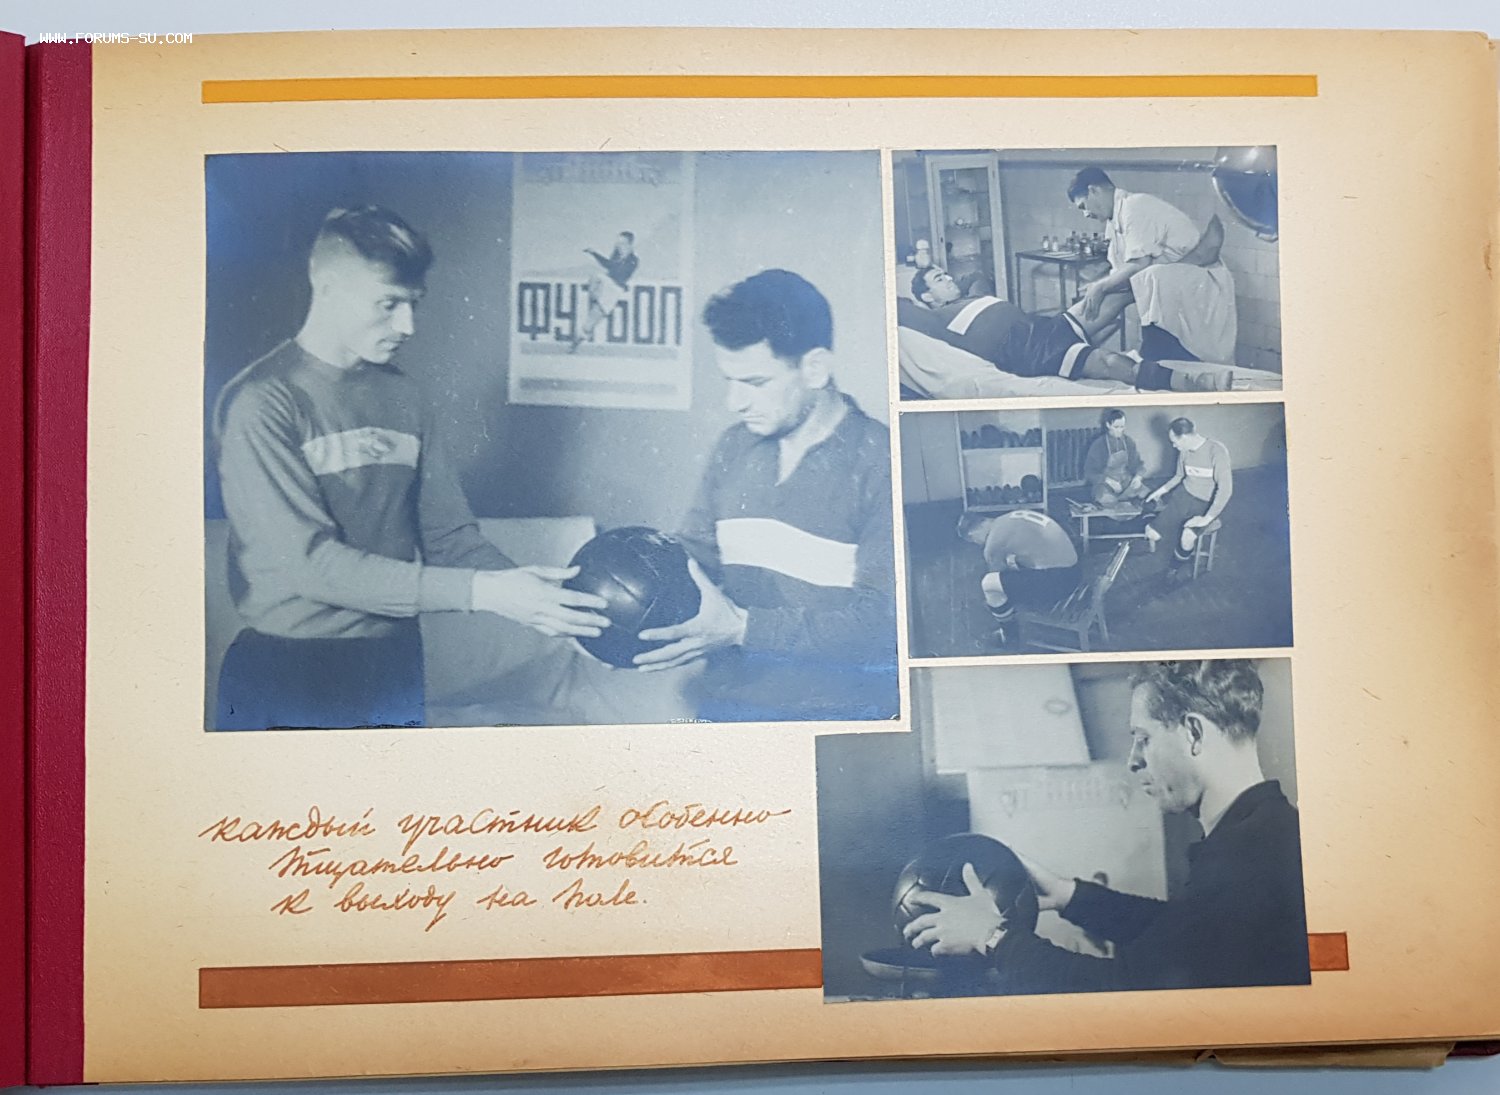 WWW.FORUMS-SU.COM
ФУТБОЛ
каждый участник особенно
тщательно готовится
к выходу на поле.